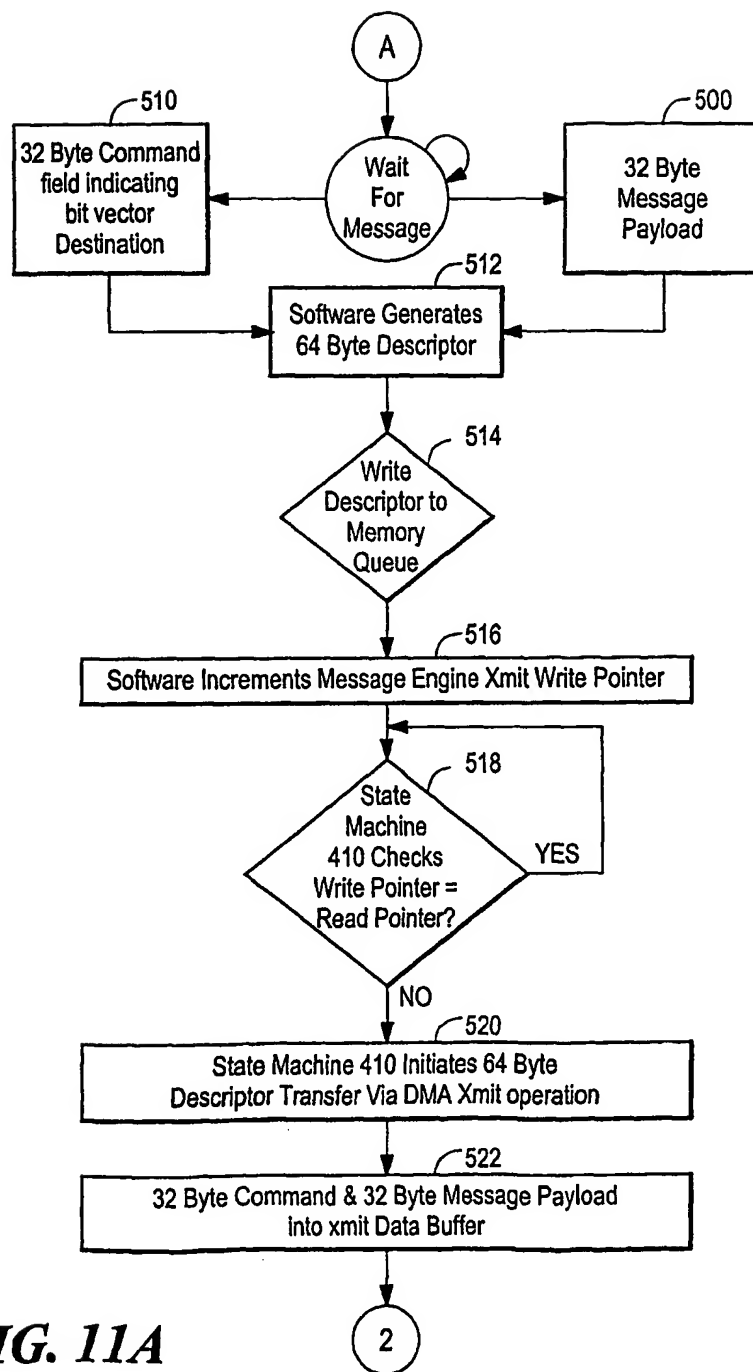 A
510
32 Byte Command
field indicating
bit vector
Destination
Wait
For
Message
500
32 Byte
Message
Payload
512
Software Generates
64 Byte Descriptor
514
Write
Descriptor to
Memory
Queue
516
Software Increments Message Engine Xmit Write Pointer
518
State
Machine
410 Checks
Write Pointer =
Read Pointer?
YES
NO
520
State Machine 410 Initiates 64 Byte
Descriptor Transfer Via DMA Xmit operation
522
32 Byte Command & 32 Byte Message Payload
into xmit Data Buffer
2
IG. 11A